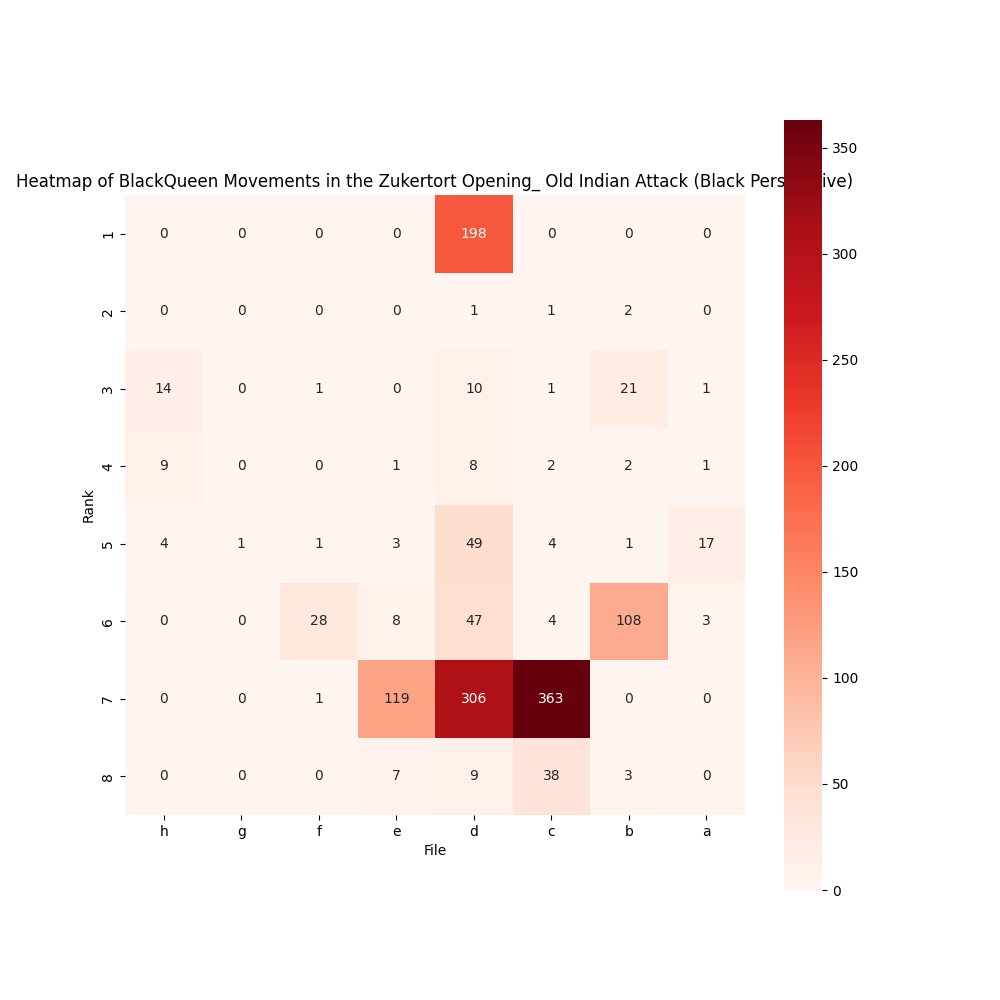 Heatmap of BlackQueen Movements in the Zukertort Opening_ Old Indian Attack (Black Pers ive)
1 0 0 0 0 198 0 0 0
2 0 0 0 0 1 1 2 0
3 14 0 1 0 10 1 21 1
4 9 0 0 1 8 2 2 1
Rank
5 4 1 1 3 49 4 1 17
6 0 0 28 8 47 4 108 3
7 0 0 1 119 306 363 0 0
8 0 0 0 7 9 38 3 0
h g f e d c b a
File
350
300
250
200
150
100
50
0